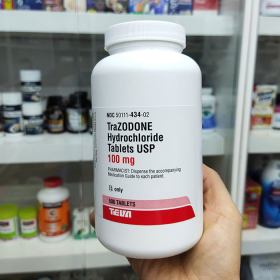 NDC 50111-434-02
TraZODONE
Hydrochloride
Tablets USP
100 mg
PHARMACIST: Dispense the accompanying
Medication Guide to each patient.
℞ only
500 TABLETS
TEVA